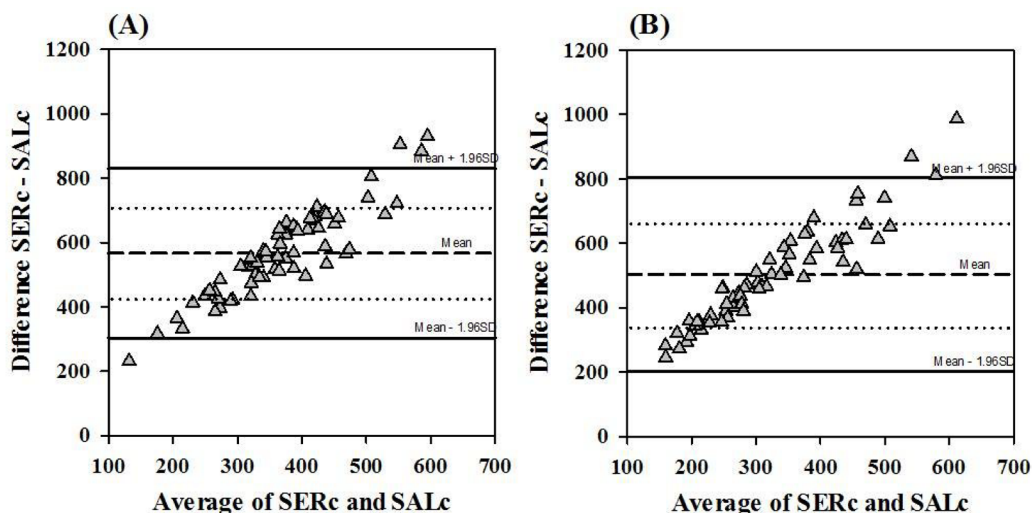 (A)
Difference SERc - SALc
1200
1000
800
600
400
200
0
Mean + 1.96SD
Mean
Mean - 1.96SD
100 200 300 400 500 600 700
Average of SERc and SALc
(B)
Difference SERc - SALc
1200
1000
800
600
400
200
0
Mean + 1.96SD
Mean
Mean - 1.96SD
100 200 300 400 500 600 700
Average of SERc and SALc